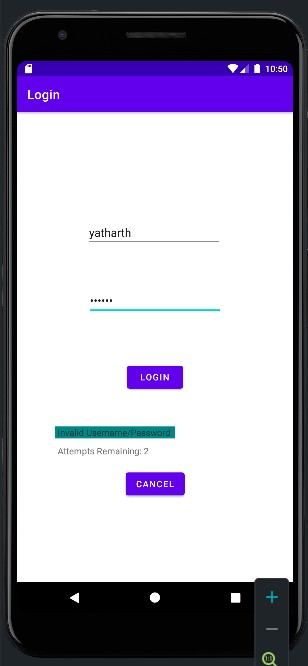 10:50
Login
yatharth
••••••
LOGIN
Invalid Username/Password
Attempts Remaining: 2
CANCEL